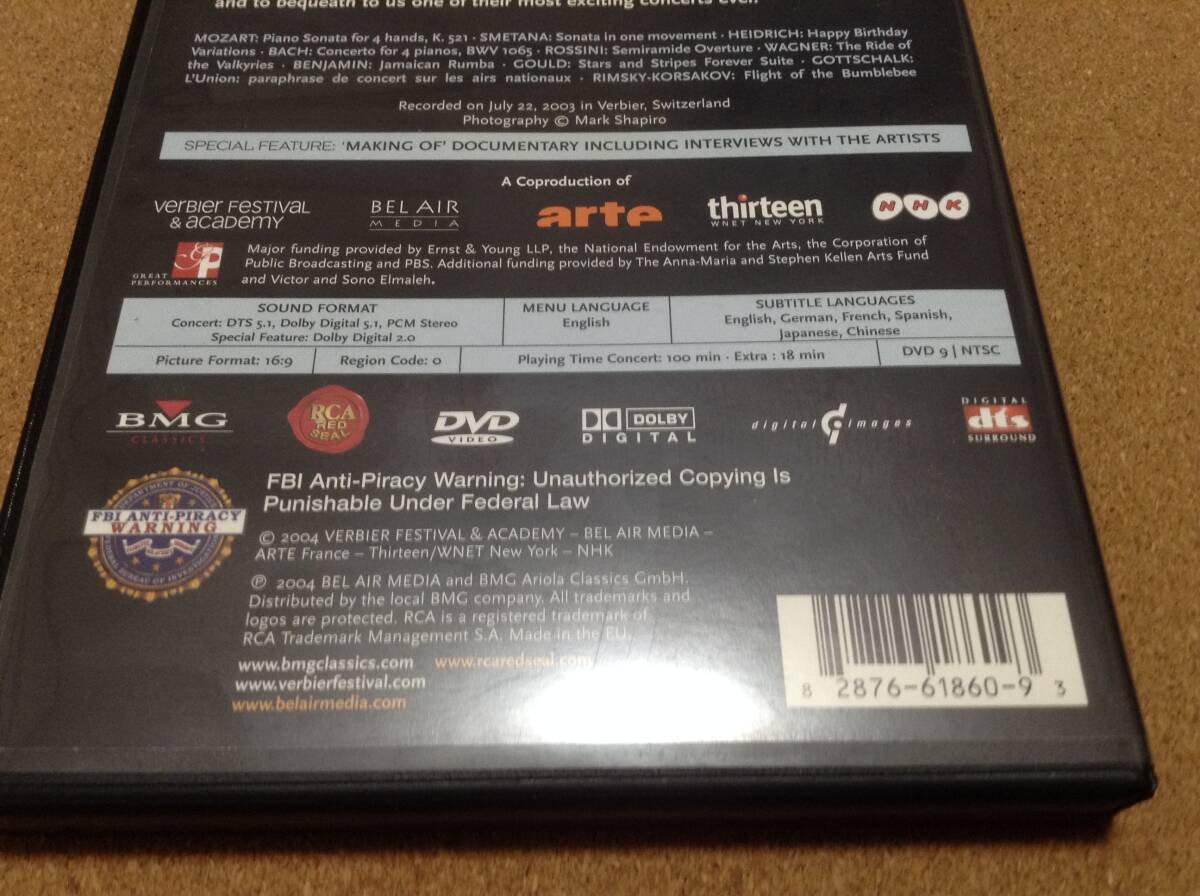 and to bequeath to us one of their most exciting concerts ever.
MOZART: Piano Sonata for 4 hands, K. 521 · SMETANA: Sonata in one movement · HEIDRICH: Happy Birthday
Variations · BACH: Concerto for 4 pianos, BWV 1065 · ROSSINI: Semiramide Overture · WAGNER: The Ride of
the Valkyries · BENJAMIN: Jamaican Rumba · GOULD: Stars and Stripes Forever Suite · GOTTSCHALK:
L'Union: paraphrase de concert sur les airs nationaux · RIMSKY-KORSAKOV: Flight of the Bumblebee
Recorded on July 22, 2003 in Verbier, Switzerland
Photography © Mark Shapiro
SPECIAL FEATURE: 'MAKING OF' DOCUMENTARY INCLUDING INTERVIEWS WITH THE ARTISTS
A Coproduction of
VERBIER FESTIVAL
& ACADEMY
BEL AIR
MEDIA
arte
thirteen
WNET NEW YORK
NHK
GP
GREAT
PERFORMANCES
Major funding provided by Ernst & Young LLP, the National Endowment for the Arts, the Corporation of
Public Broadcasting and PBS. Additional funding provided by The Anna-Maria and Stephen Kellen Arts Fund
and Victor and Sono Elmaleh.
SOUND FORMAT
Concert: DTS 5.1, Dolby Digital 5.1, PCM Stereo
Special Feature: Dolby Digital 2.0
MENU LANGUAGE
English
SUBTITLE LANGUAGES
English, German, French, Spanish,
Japanese, Chinese
Picture Format: 16:9
Region Code: 0
Playing Time Concert: 100 min · Extra : 18 min
DVD 9 | NTSC
BMG
CLASSICS
RCA
RED
SEAL
DVD
VIDEO
DOLBY
DIGITAL
digital images
DIGITAL
dts
SURROUND
FBI ANTI-PIRACY
WARNING
FBI Anti-Piracy Warning: Unauthorized Copying Is
Punishable Under Federal Law
© 2004 VERBIER FESTIVAL & ACADEMY – BEL AIR MEDIA –
ARTE France – Thirteen/WNET New York – NHK
℗ 2004 BEL AIR MEDIA and BMG Ariola Classics GmbH.
Distributed by the local BMG company. All trademarks and
logos are protected. RCA is a registered trademark of
RCA Trademark Management S.A. Made in the EU.
www.bmgclassics.com www.rcaredseal.com
www.verbierfestival.com
www.belairmedia.com
8 2876-61860-9 3